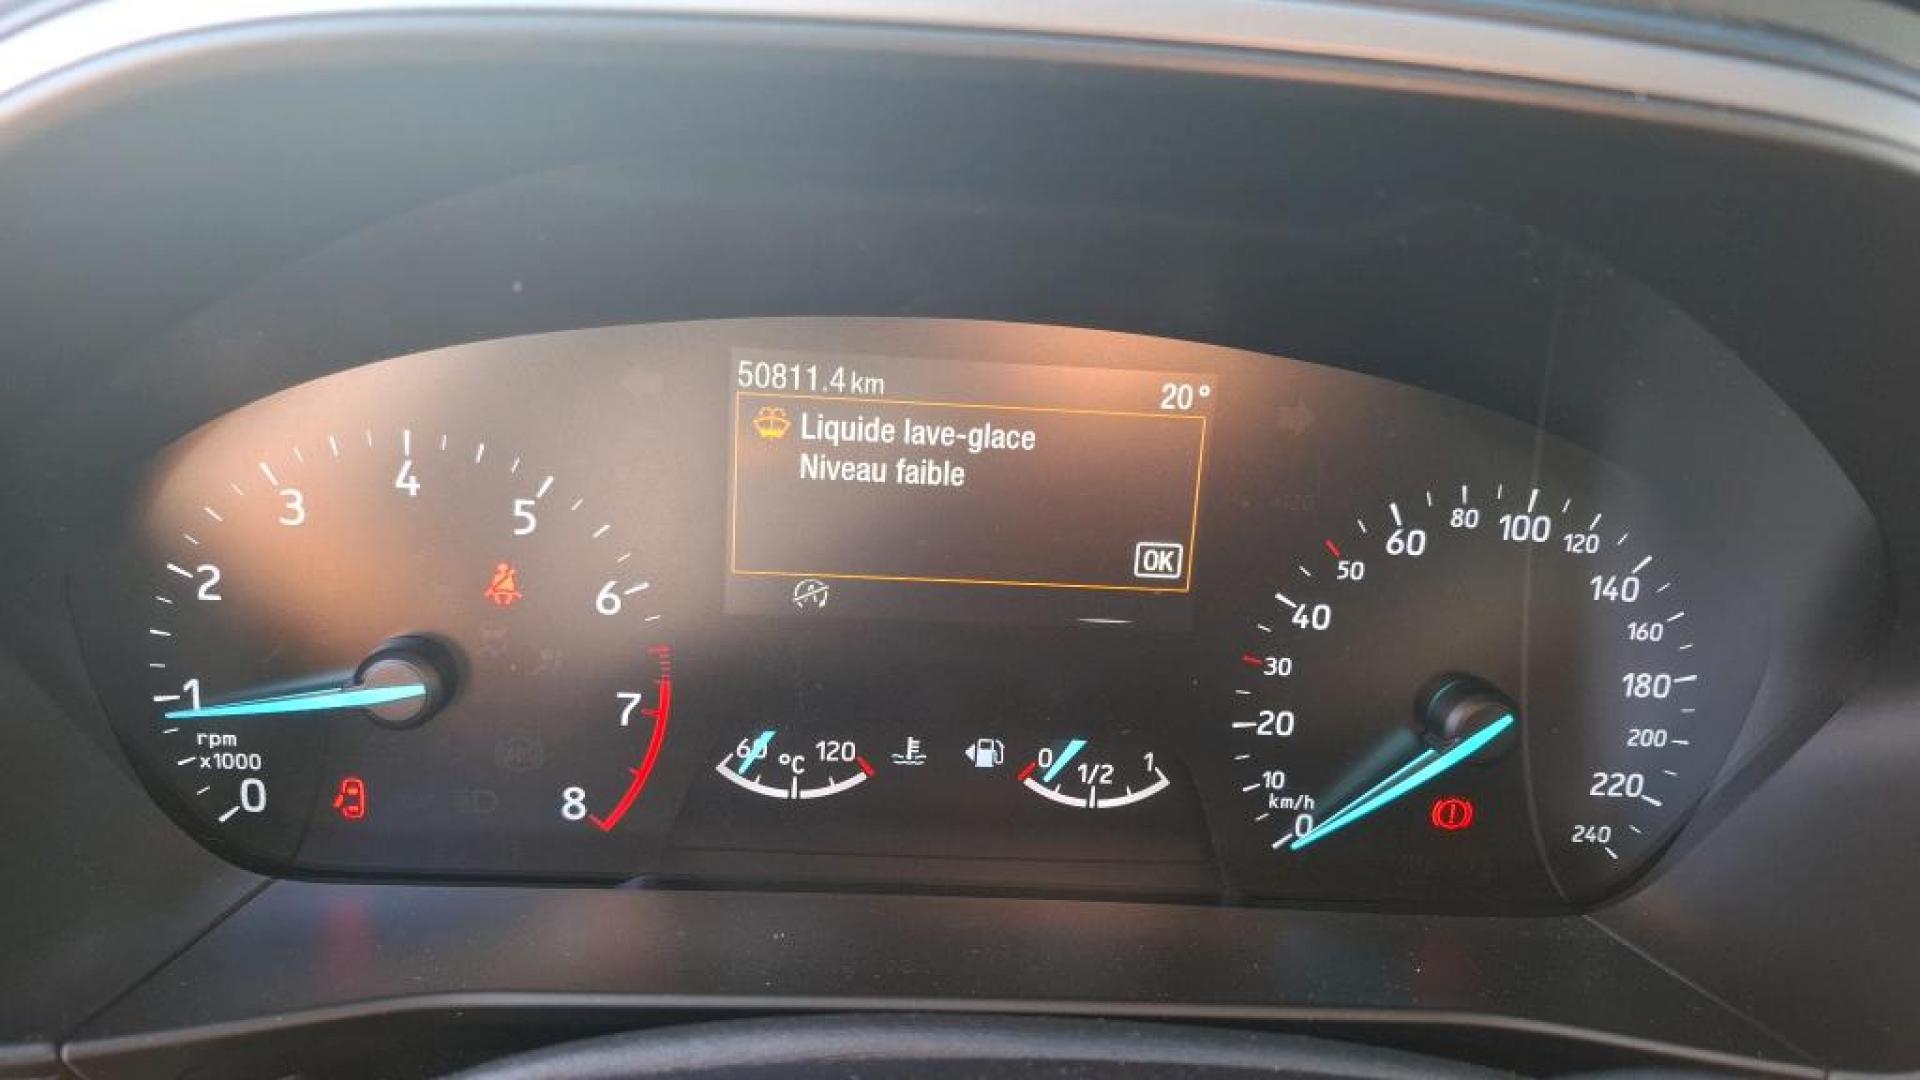 50811.4 km 20°
Liquide lave-glace
Niveau faible
OK
0 1 2 3 4 5 6 7 8
rpm
x1000
60 °C 120
0 1/2 1
0 10 20 30 40 50 60 80 100 120 140 160 180 200 220 240
km/h